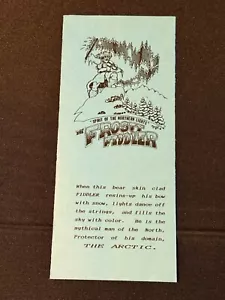 SPIRIT OF THE NORTHERN LIGHTS
THE
FROSTY
FIDDLER
When this bear skin clad
FIDDLER resins-up his bow
with snow, lights dance off
the strings, and fills the
sky with color. He is the
mythical man of the North,
Protector of his domain,
THE ARCTIC.